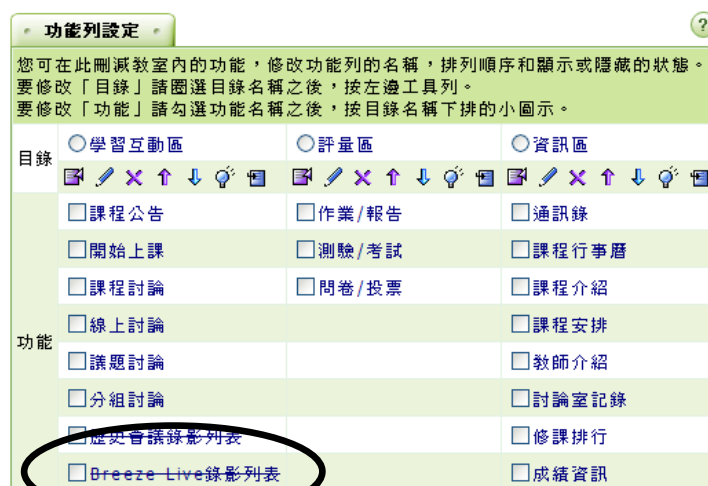 功能列設定
?
您可在此刪減教室內的功能，修改功能列的名稱，排列順序和顯示或隱藏的狀態。
要修改「目錄」請圈選目錄名稱之後，按左邊工具列。
要修改「功能」請勾選功能名稱之後，按目錄名稱下排的小圖示。
目錄 學習互動區 評量區 資訊區
功能
課程公告 作業/報告 通訊錄
開始上課 測驗/考試 課程行事曆
課程討論 問卷/投票 課程介紹
線上討論 課程安排
議題討論 教師介紹
分組討論 討論室記錄
歷史會議錄影列表 修課排行
Breeze Live錄影列表 成績資訊